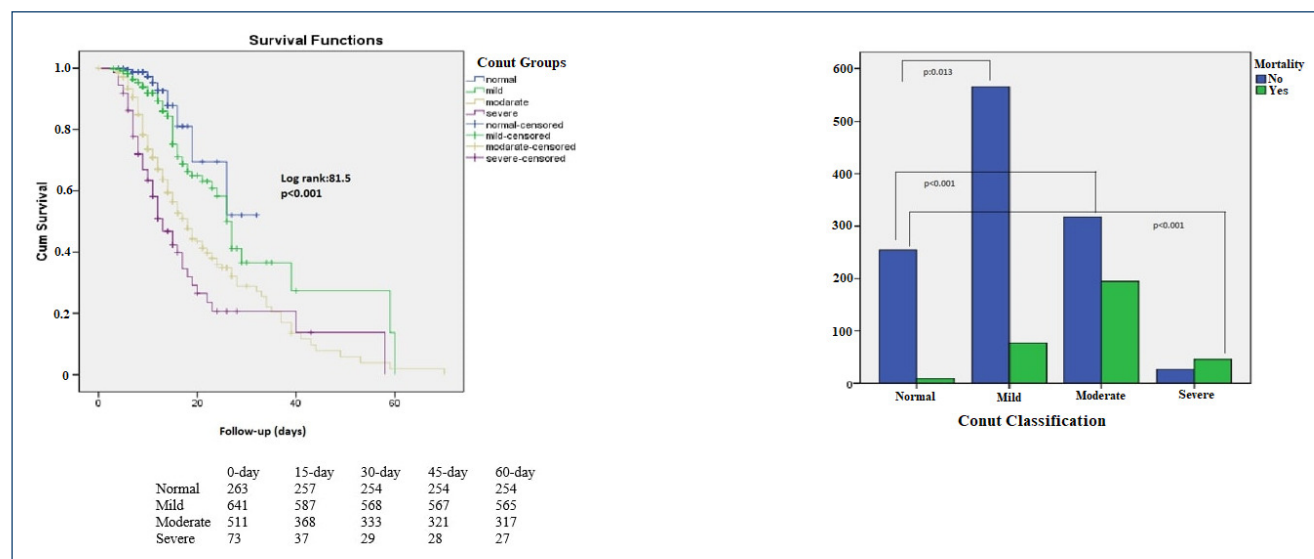 Survival Functions
Conut Groups
normal
mild
modarate
severe
normal-censored
mild-censored
modarate-censored
severe-censored
Log rank:81.5
p<0.001
Cum Survival
1.0
0.8
0.6
0.4
0.2
0
0 20 40 60
Follow-up (days)
0-day 15-day 30-day 45-day 60-day
Normal 263 257 254 254 254
Mild 641 587 568 567 565
Moderate 511 368 333 321 317
Severe 73 37 29 28 27
Mortality
No
Yes
p:0.013
p<0.001
p<0.001
600
500
400
300
200
100
0
Normal Mild Moderate Severe
Conut Classification